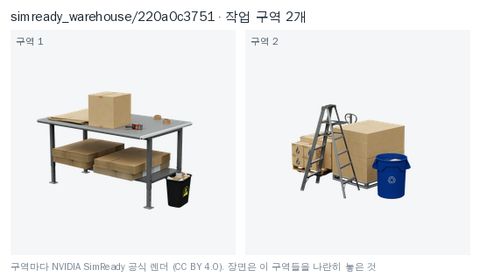 simready_warehouse/220a0c3751 · 작업 구역 2개
구역 1
구역 2
구역마다 NVIDIA SimReady 공식 렌더 (CC BY 4.0). 장면은 이 구역들을 나란히 놓은 것